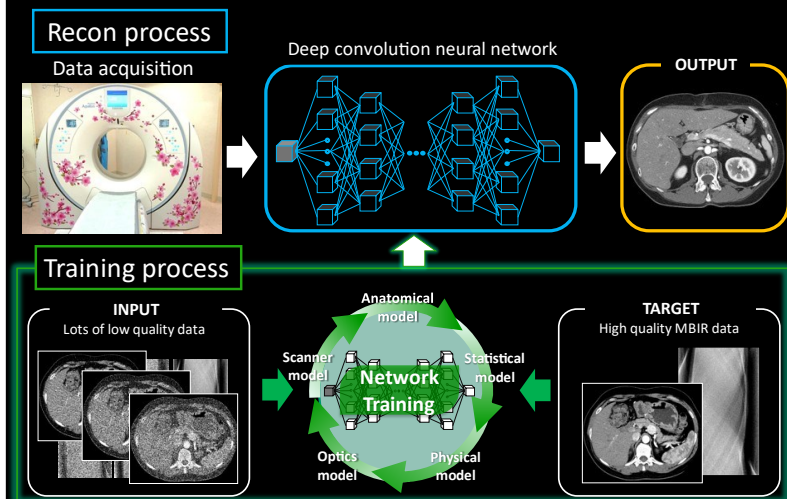 Recon process
Data acquisition
Deep convolution neural network
OUTPUT
Training process
INPUT
Lots of low quality data
Anatomical
model
Scanner
model
Statistical
model
Network
Training
Optics
model
Physical
model
TARGET
High quality MBIR data